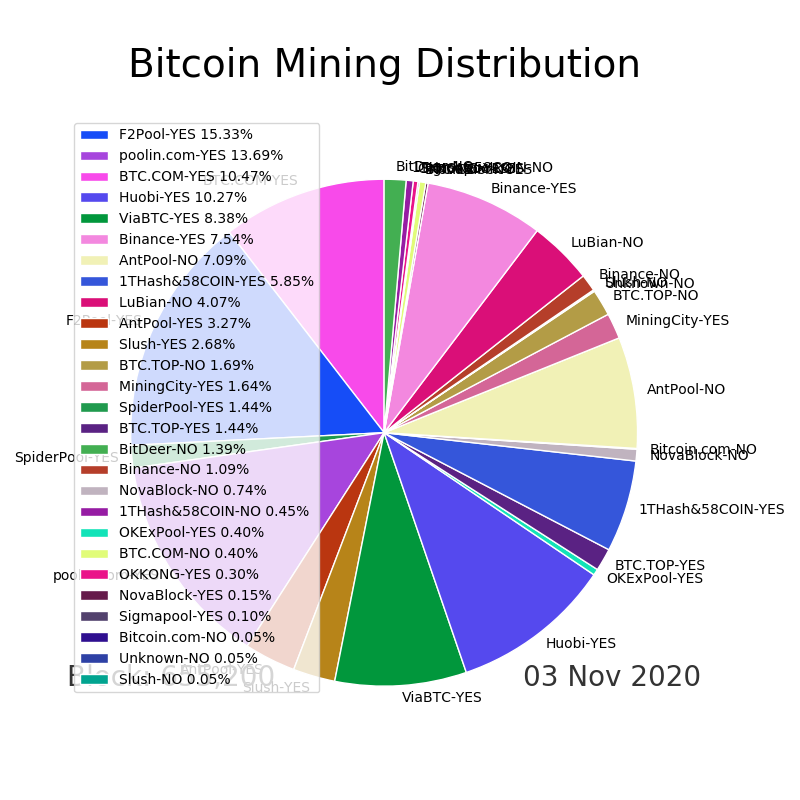 Bitcoin Mining Distribution
F2Pool-YES 15.33%
poolin.com-YES 13.69%
BTC.COM-YES 10.47%
Huobi-YES 10.27%
ViaBTC-YES 8.38%
Binance-YES 7.54%
AntPool-NO 7.09%
1THash&58COIN-YES 5.85%
LuBian-NO 4.07%
AntPool-YES 3.27%
Slush-YES 2.68%
BTC.TOP-NO 1.69%
MiningCity-YES 1.64%
SpiderPool-YES 1.44%
BTC.TOP-YES 1.44%
BitDeer-NO 1.39%
Binance-NO 1.09%
NovaBlock-NO 0.74%
1THash&58COIN-NO 0.45%
OKExPool-YES 0.40%
BTC.COM-NO 0.40%
OKKONG-YES 0.30%
NovaBlock-YES 0.15%
Sigmapool-YES 0.10%
Bitcoin.com-NO 0.05%
Unknown-NO 0.05%
Slush-NO 0.05%
BTC.COM-YES
F2Pool-YES
SpiderPool-YES
AntPool-YES
Slush-YES
ViaBTC-YES
Huobi-YES
OKExPool-YES
BTC.TOP-YES
1THash&58COIN-YES
NovaBlock-NO
Bitcoin.com-NO
AntPool-NO
MiningCity-YES
BTC.TOP-NO
Unknown-NO
Binance-NO
LuBian-NO
Binance-YES
03 Nov 2020